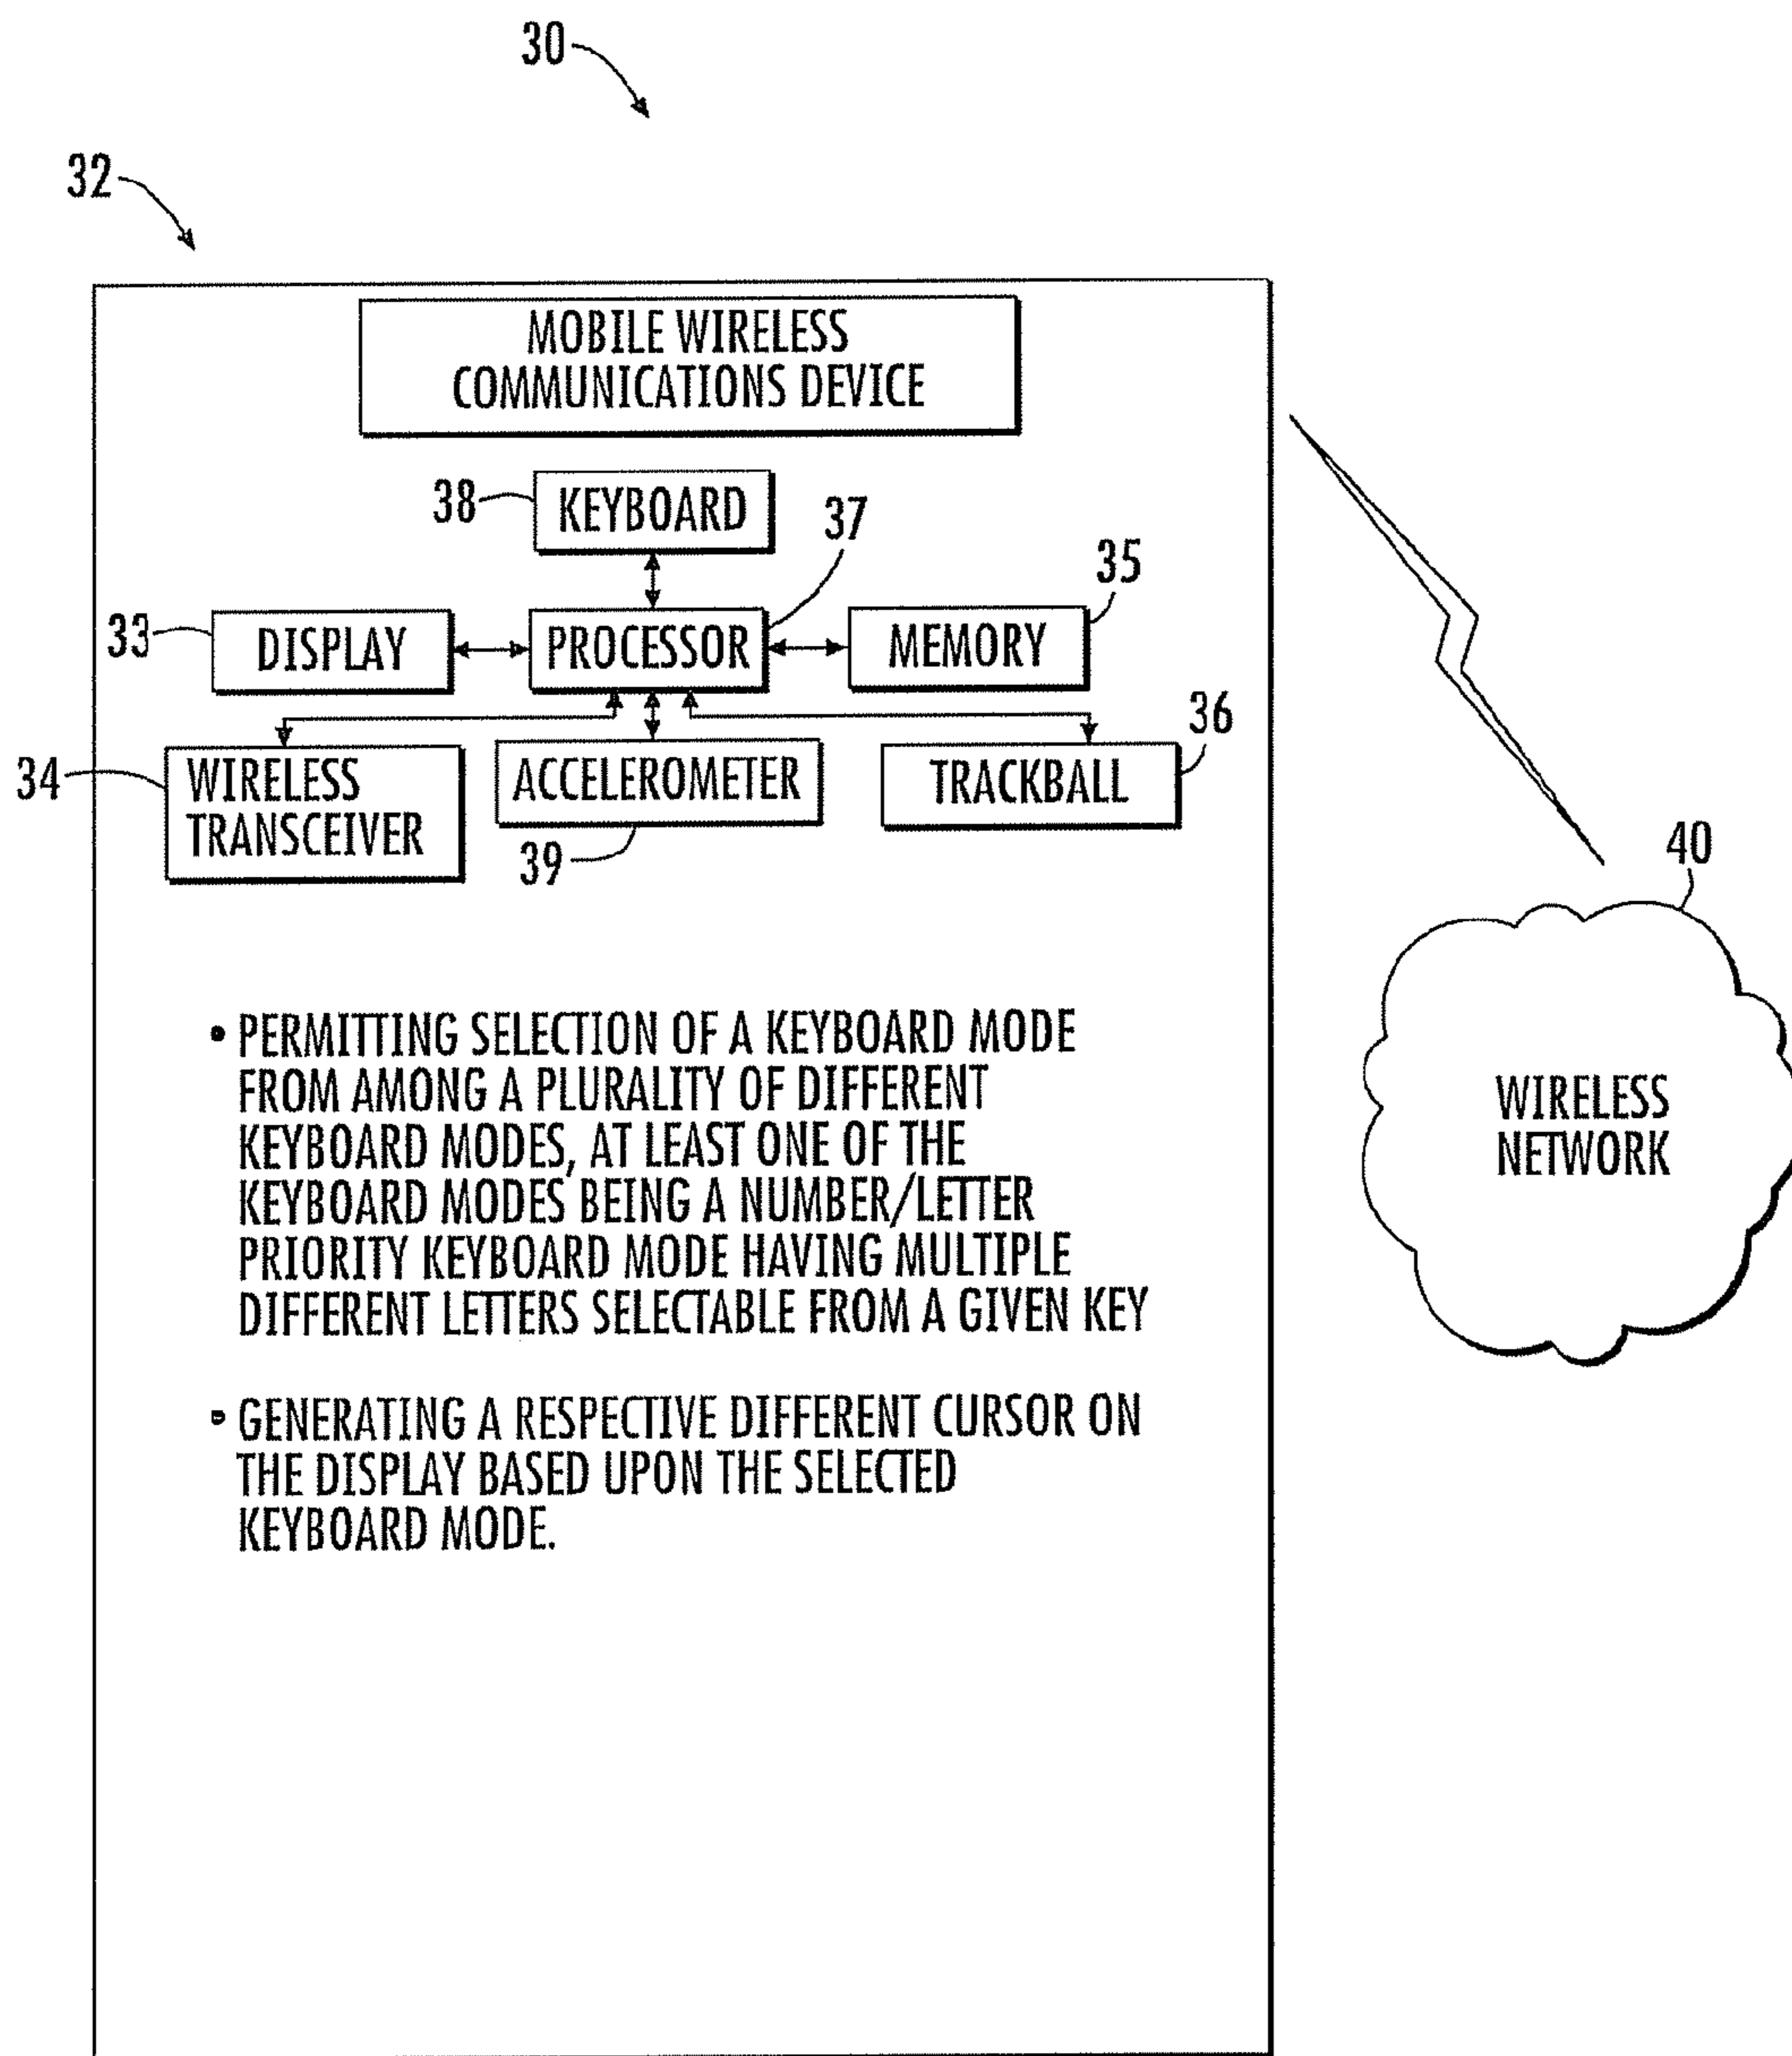 30
32
MOBILE WIRELESS
COMMUNICATIONS DEVICE
38
KEYBOARD
37
35
33
DISPLAY
PROCESSOR
MEMORY
36
34
WIRELESS
TRANSCEIVER
ACCELEROMETER
TRACKBALL
39
40
WIRELESS
NETWORK
• PERMITTING SELECTION OF A KEYBOARD MODE
FROM AMONG A PLURALITY OF DIFFERENT
KEYBOARD MODES, AT LEAST ONE OF THE
KEYBOARD MODES BEING A NUMBER/LETTER
PRIORITY KEYBOARD MODE HAVING MULTIPLE
DIFFERENT LETTERS SELECTABLE FROM A GIVEN KEY
• GENERATING A RESPECTIVE DIFFERENT CURSOR ON
THE DISPLAY BASED UPON THE SELECTED
KEYBOARD MODE.